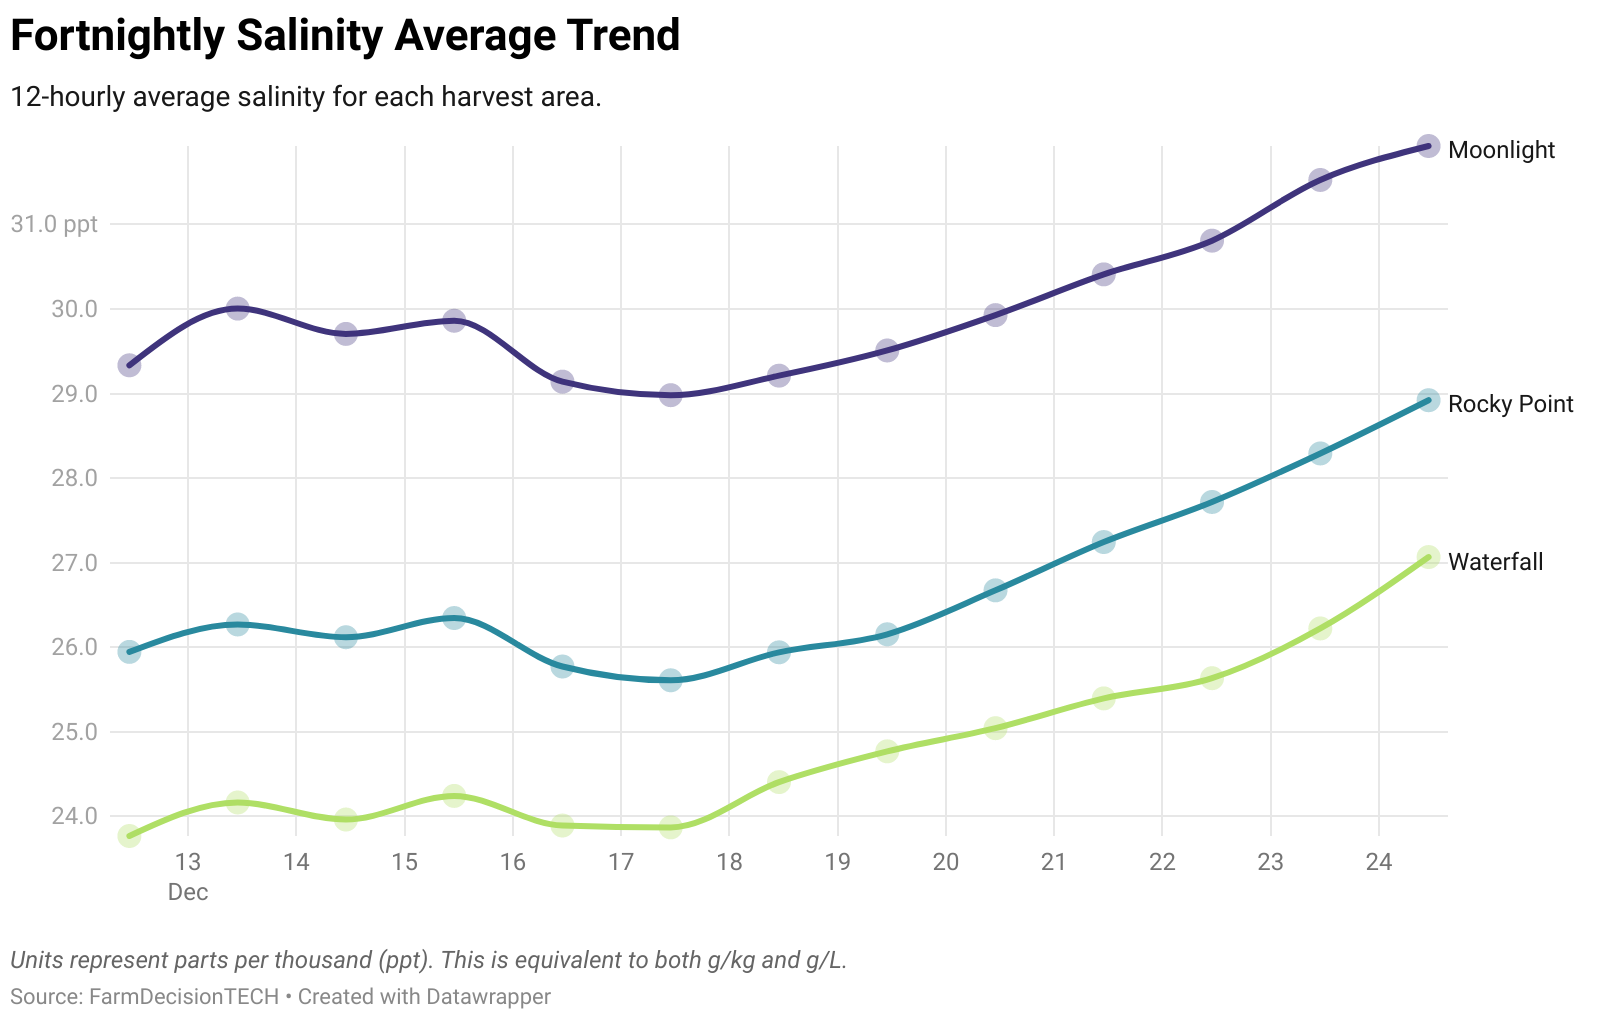 Fortnightly Salinity Average Trend
12-hourly average salinity for each harvest area.
Moonlight
31.0 ppt
30.0
29.0
Rocky Point
28.0
27.0
Waterfall
26.0
25.0
24.0
13 14 15 16 17 18 19 20 21 22 23 24
Dec
Units represent parts per thousand (ppt). This is equivalent to both g/kg and g/L.
Source: FarmDecisionTECH • Created with Datawrapper